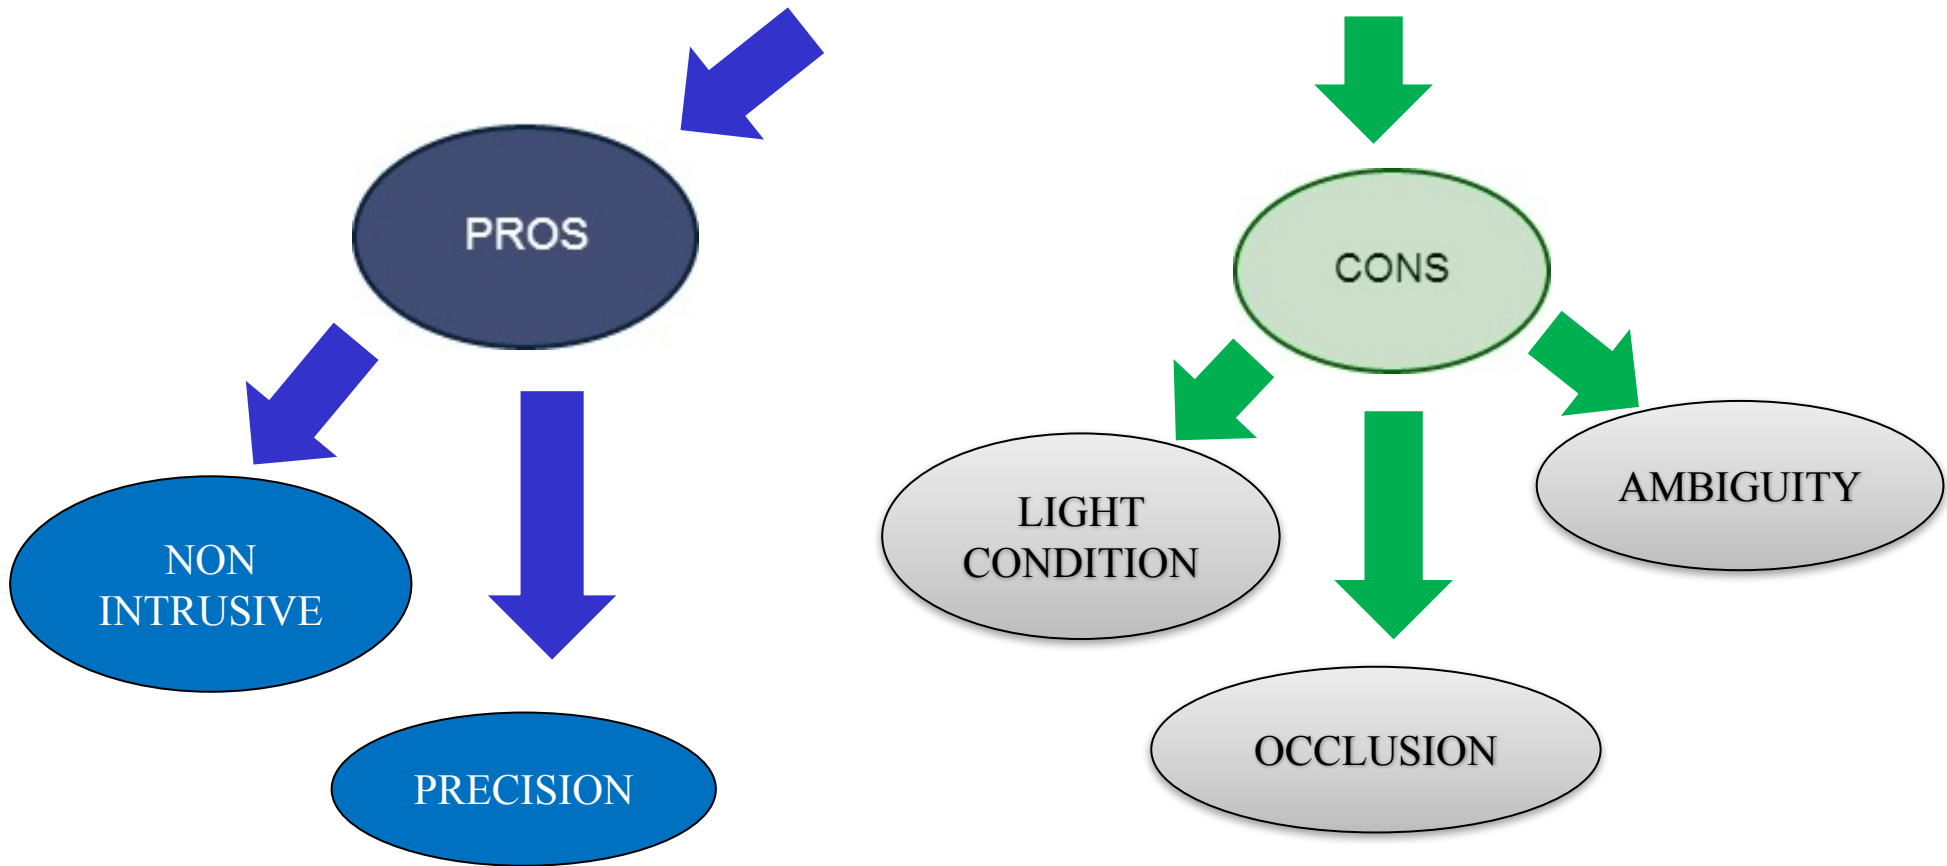 PROS
NON
INTRUSIVE
PRECISION
CONS
LIGHT
CONDITION
AMBIGUITY
OCCLUSION